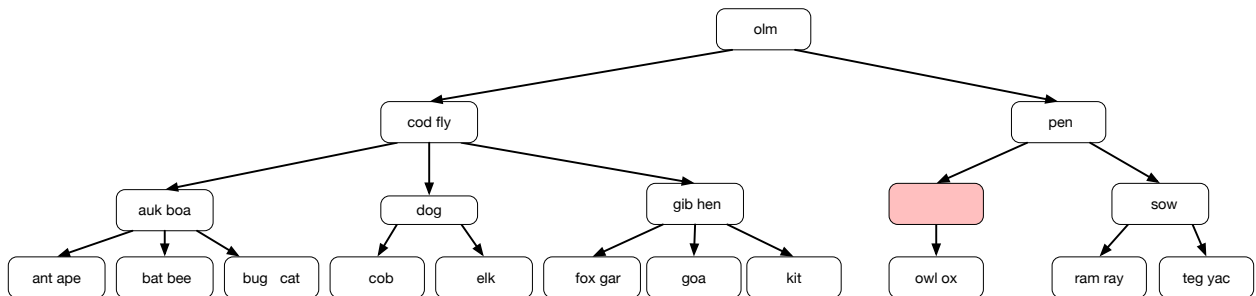 olm
cod fly
pen
auk boa
dog
gib hen
sow
ant ape
bat bee
bug cat
cob
elk
fox gar
goa
kit
owl ox
ram ray
teg yac